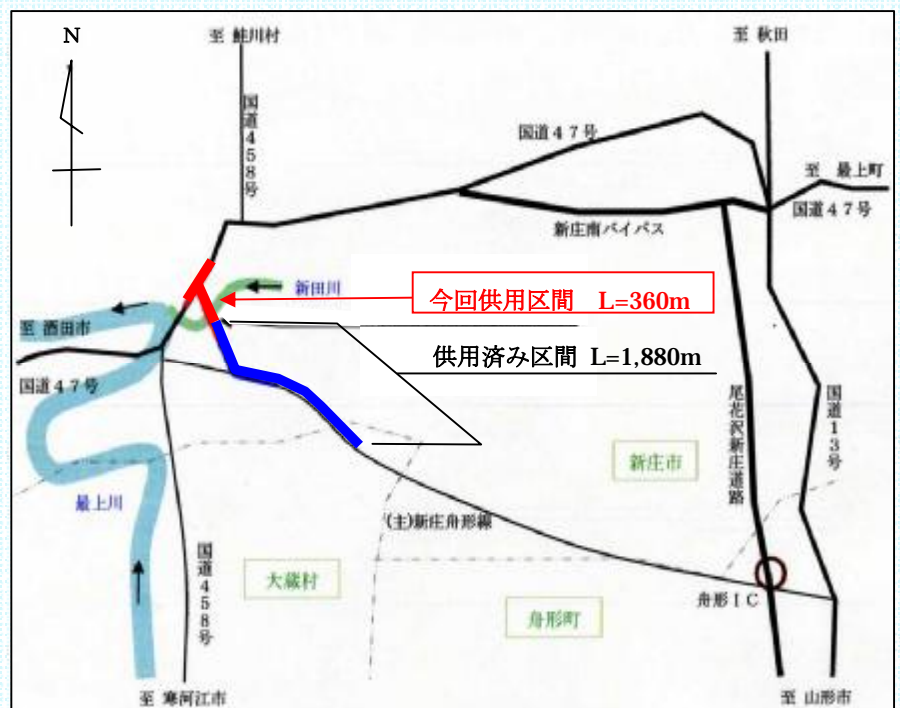 N
至 鮭川村
至 秋田
国道458号
国道47号
至 最上町
国道47号
新庄南バイパス
新田川
今回供用区間 L=360m
至 酒田市
供用済み区間 L=1,880m
国道47号
尾花沢新庄道路
国道13号
新庄市
最上川
(主)新庄舟形線
国道458号
大蔵村
舟形IC
舟形町
至 寒河江市
至 山形市